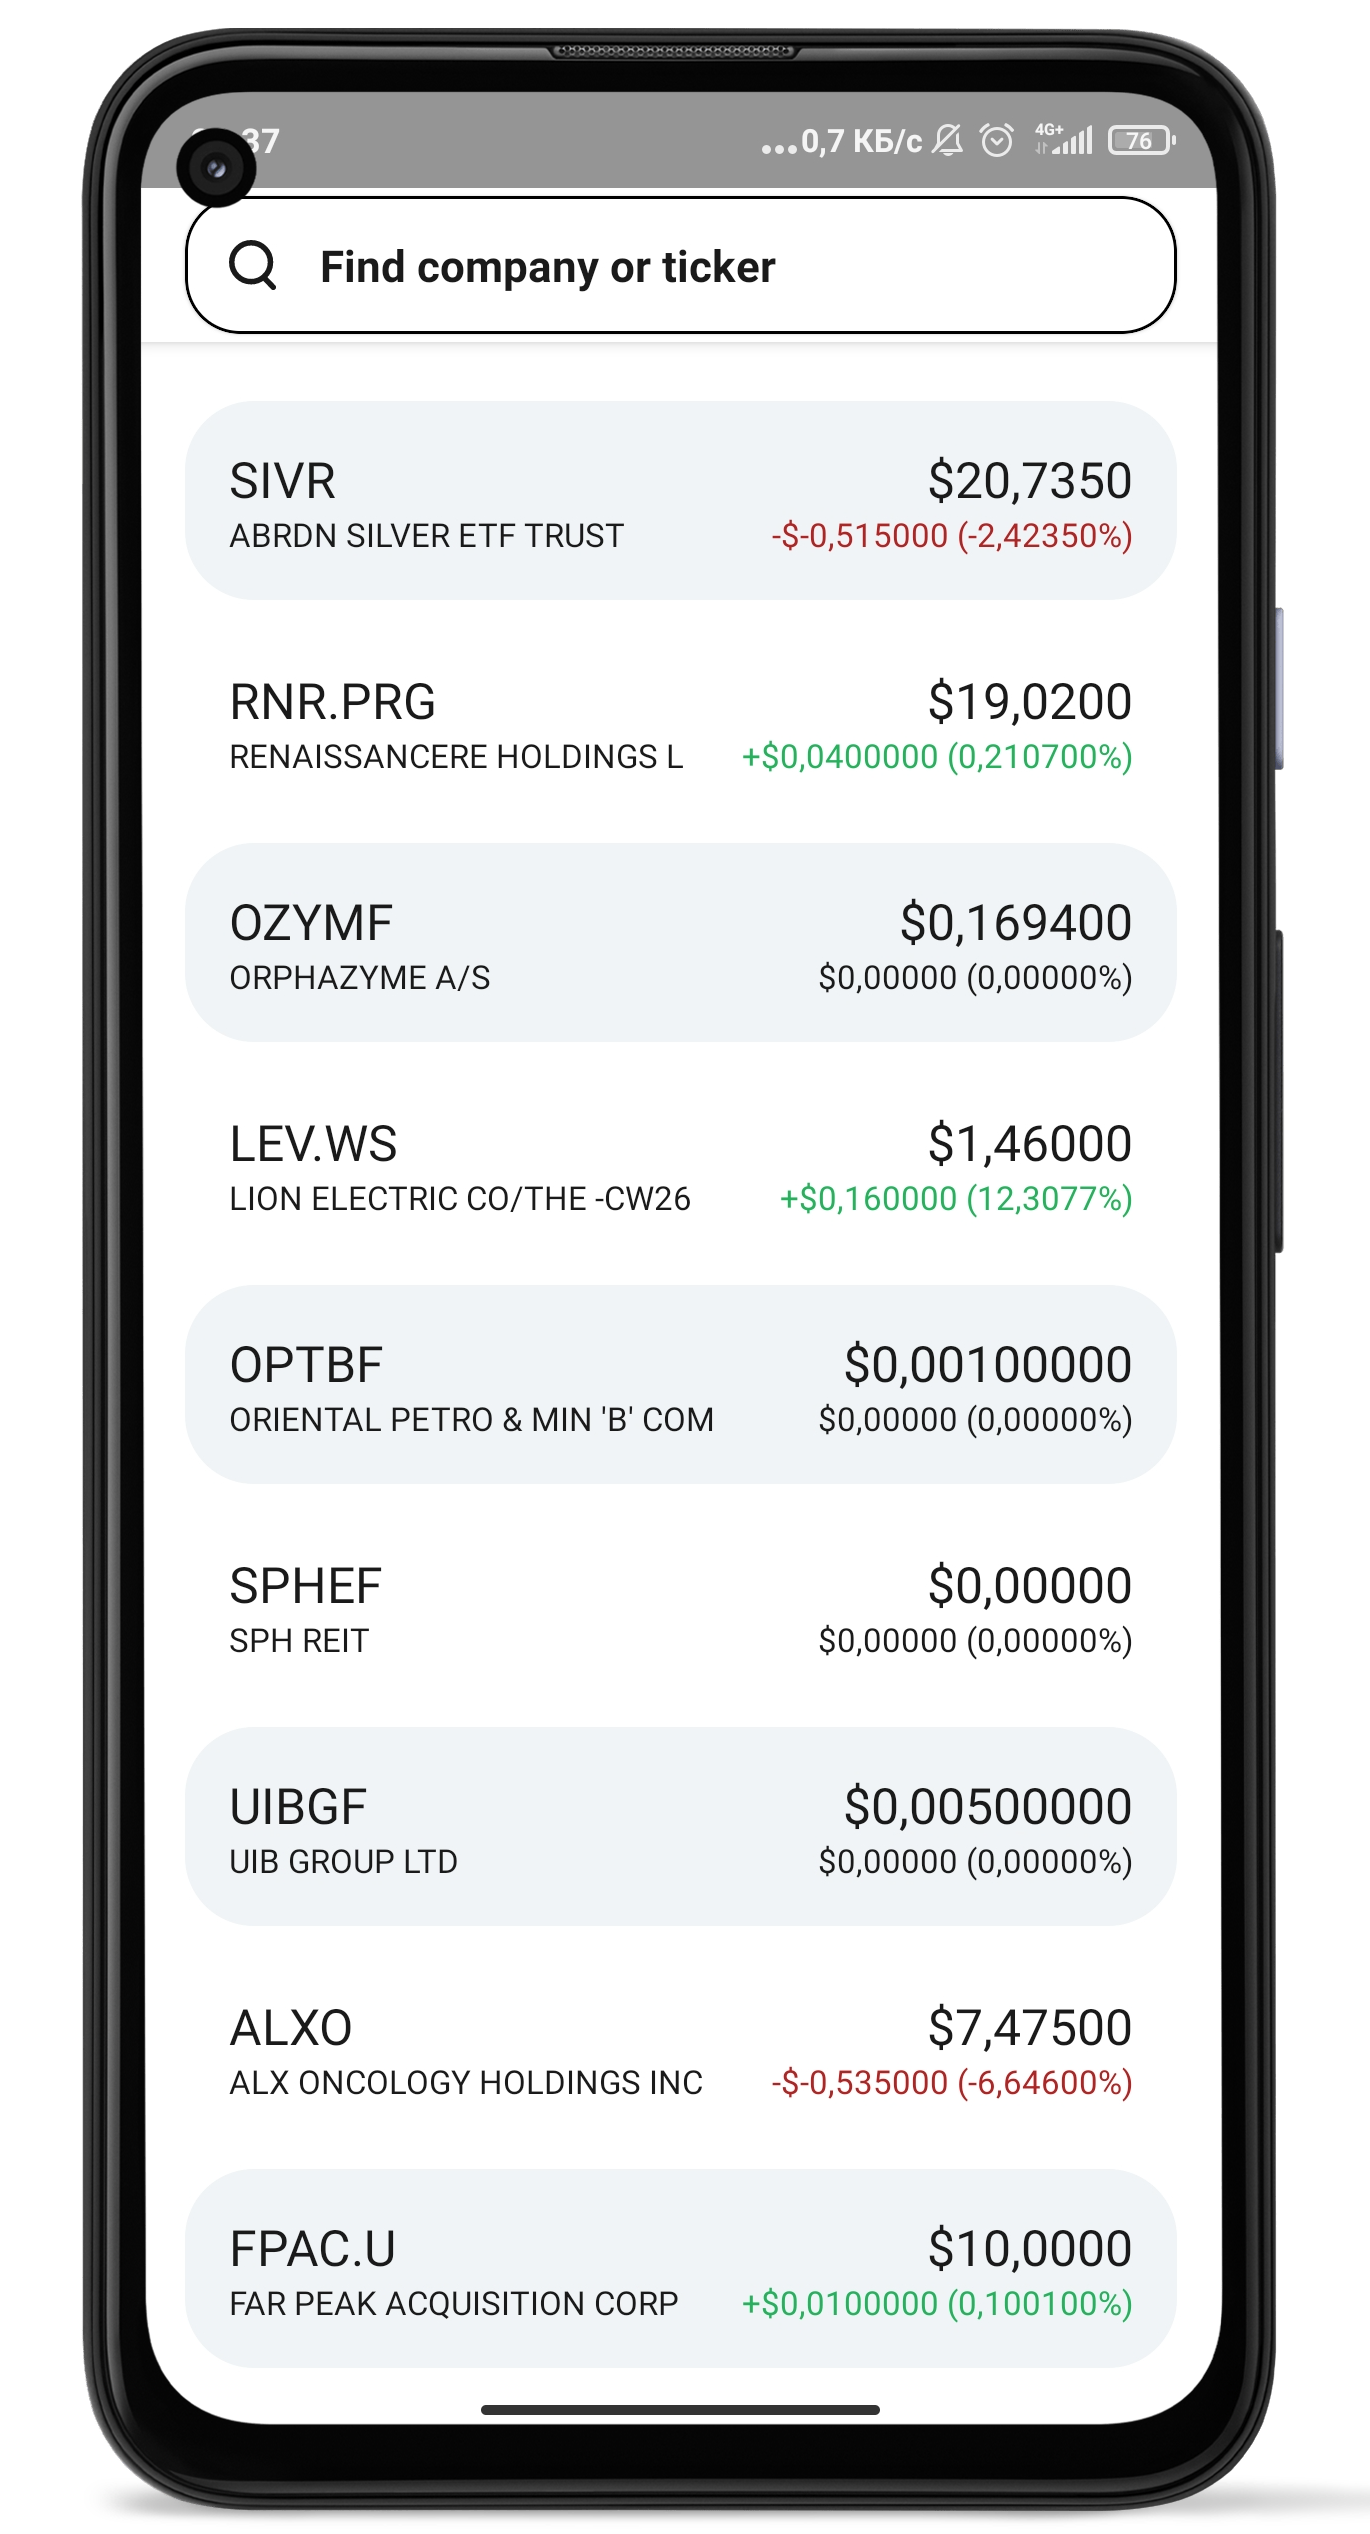 37
...0,7 КБ/с 4G+ 76
Find company or ticker
SIVR $20,7350
ABRDN SILVER ETF TRUST -$-0,515000 (-2,42350%)
RNR.PRG $19,0200
RENAISSANCERE HOLDINGS L +$0,0400000 (0,210700%)
OZYMF $0,169400
ORPHAZYME A/S $0,00000 (0,00000%)
LEV.WS $1,46000
LION ELECTRIC CO/THE -CW26 +$0,160000 (12,3077%)
OPTBF $0,00100000
ORIENTAL PETRO & MIN 'B' COM $0,00000 (0,00000%)
SPHEF $0,00000
SPH REIT $0,00000 (0,00000%)
UIBGF $0,00500000
UIB GROUP LTD $0,00000 (0,00000%)
ALXO $7,47500
ALX ONCOLOGY HOLDINGS INC -$-0,535000 (-6,64600%)
FPAC.U $10,0000
FAR PEAK ACQUISITION CORP +$0,0100000 (0,100100%)